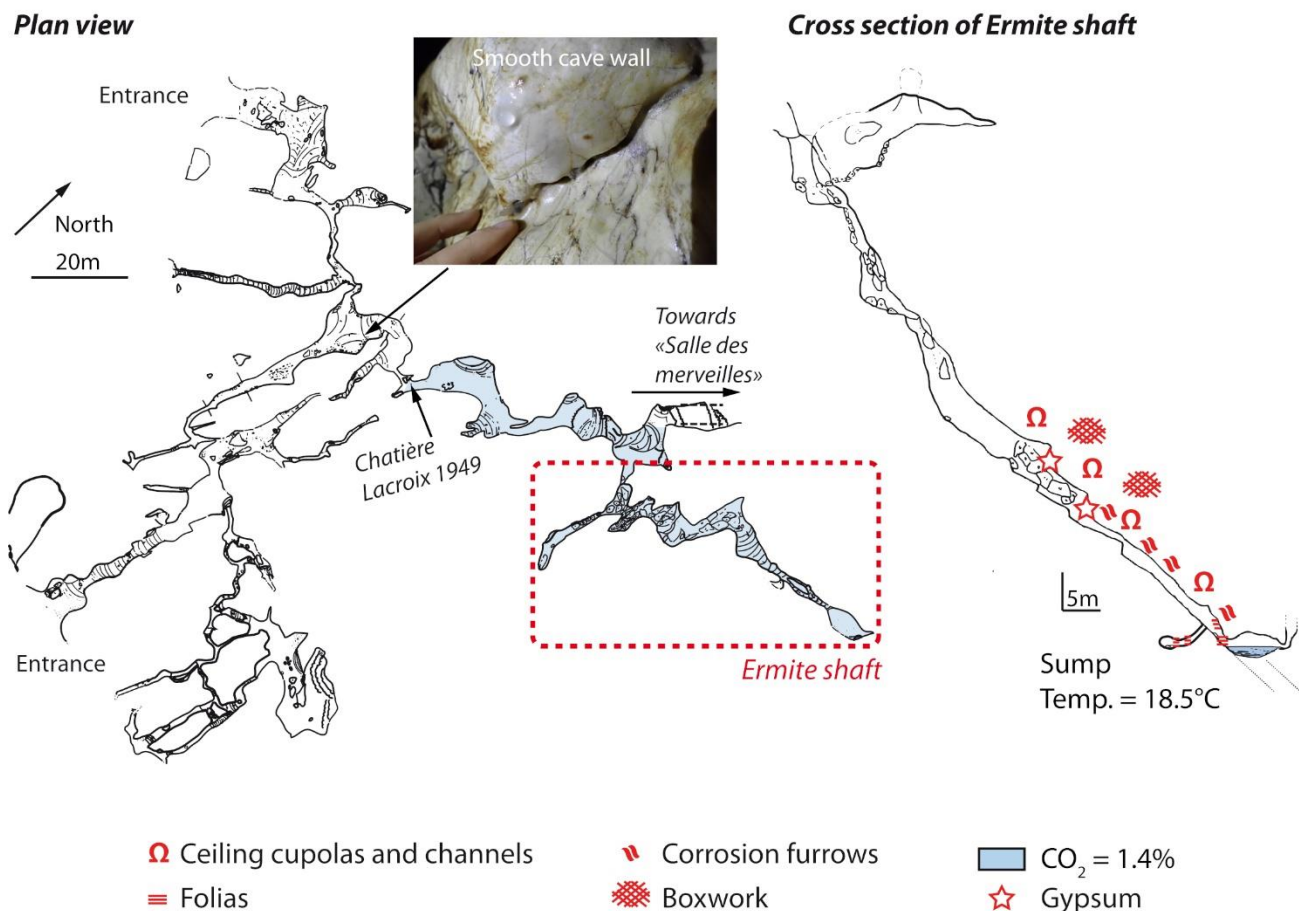 Plan view
Cross section of Ermite shaft
Smooth cave wall
Entrance
North
20m
Towards
«Salle des
merveilles»
Chatière
Lacroix 1949
Ermite shaft
Entrance
5m
Sump
Temp. = 18.5°C
Ω Ceiling cupolas and channels
Corrosion furrows
CO₂ = 1.4%
Folias
Boxwork
Gypsum